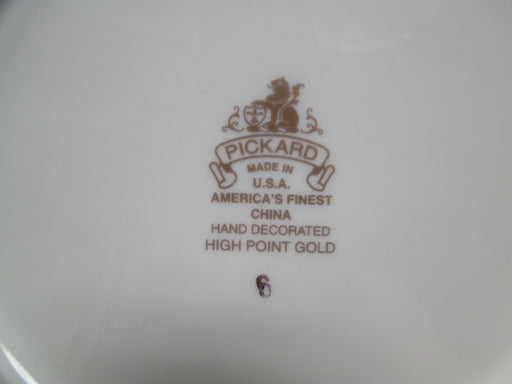 PICKARD
MADE IN
U.S.A.
AMERICA'S FINEST
CHINA
HAND DECORATED
HIGH POINT GOLD
6